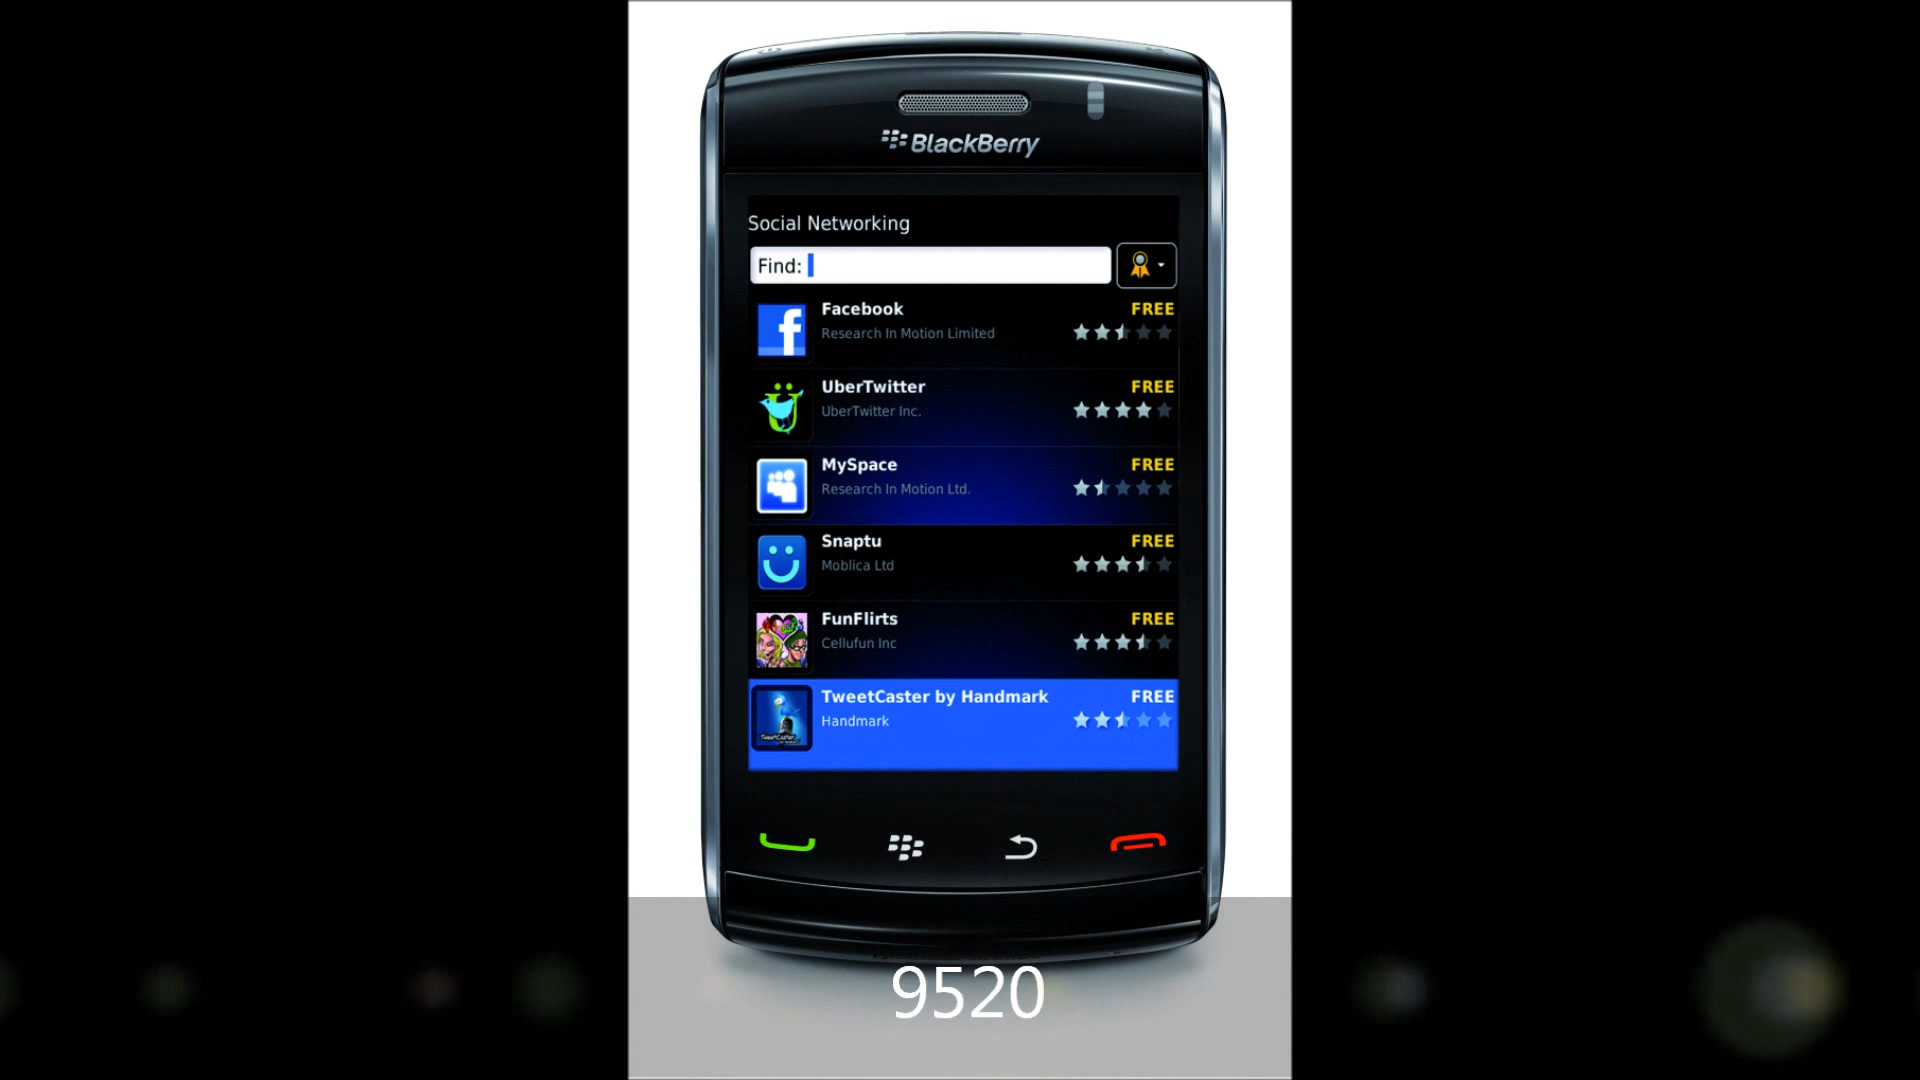 BlackBerry
Social Networking
Find:
Facebook FREE
Research In Motion Limited
UberTwitter FREE
UberTwitter Inc.
MySpace FREE
Research In Motion Ltd.
Snaptu FREE
Moblica Ltd
FunFlirts FREE
Cellufun Inc
TweetCaster by Handmark FREE
Handmark
TweetCaster
9520